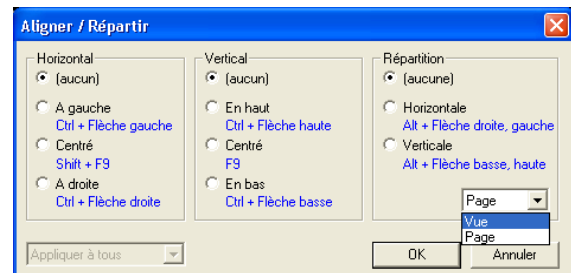 Aligner / Répartir
Horizontal
(aucun)
A gauche
Ctrl + Flèche gauche
Centré
Shift + F9
A droite
Ctrl + Flèche droite
Vertical
(aucun)
En haut
Ctrl + Flèche haute
Centré
F9
En bas
Ctrl + Flèche basse
Répartition
(aucune)
Horizontale
Alt + Flèche droite, gauche
Verticale
Alt + Flèche basse, haute
Page
Vue
Page
Appliquer à tous
OK
Annuler